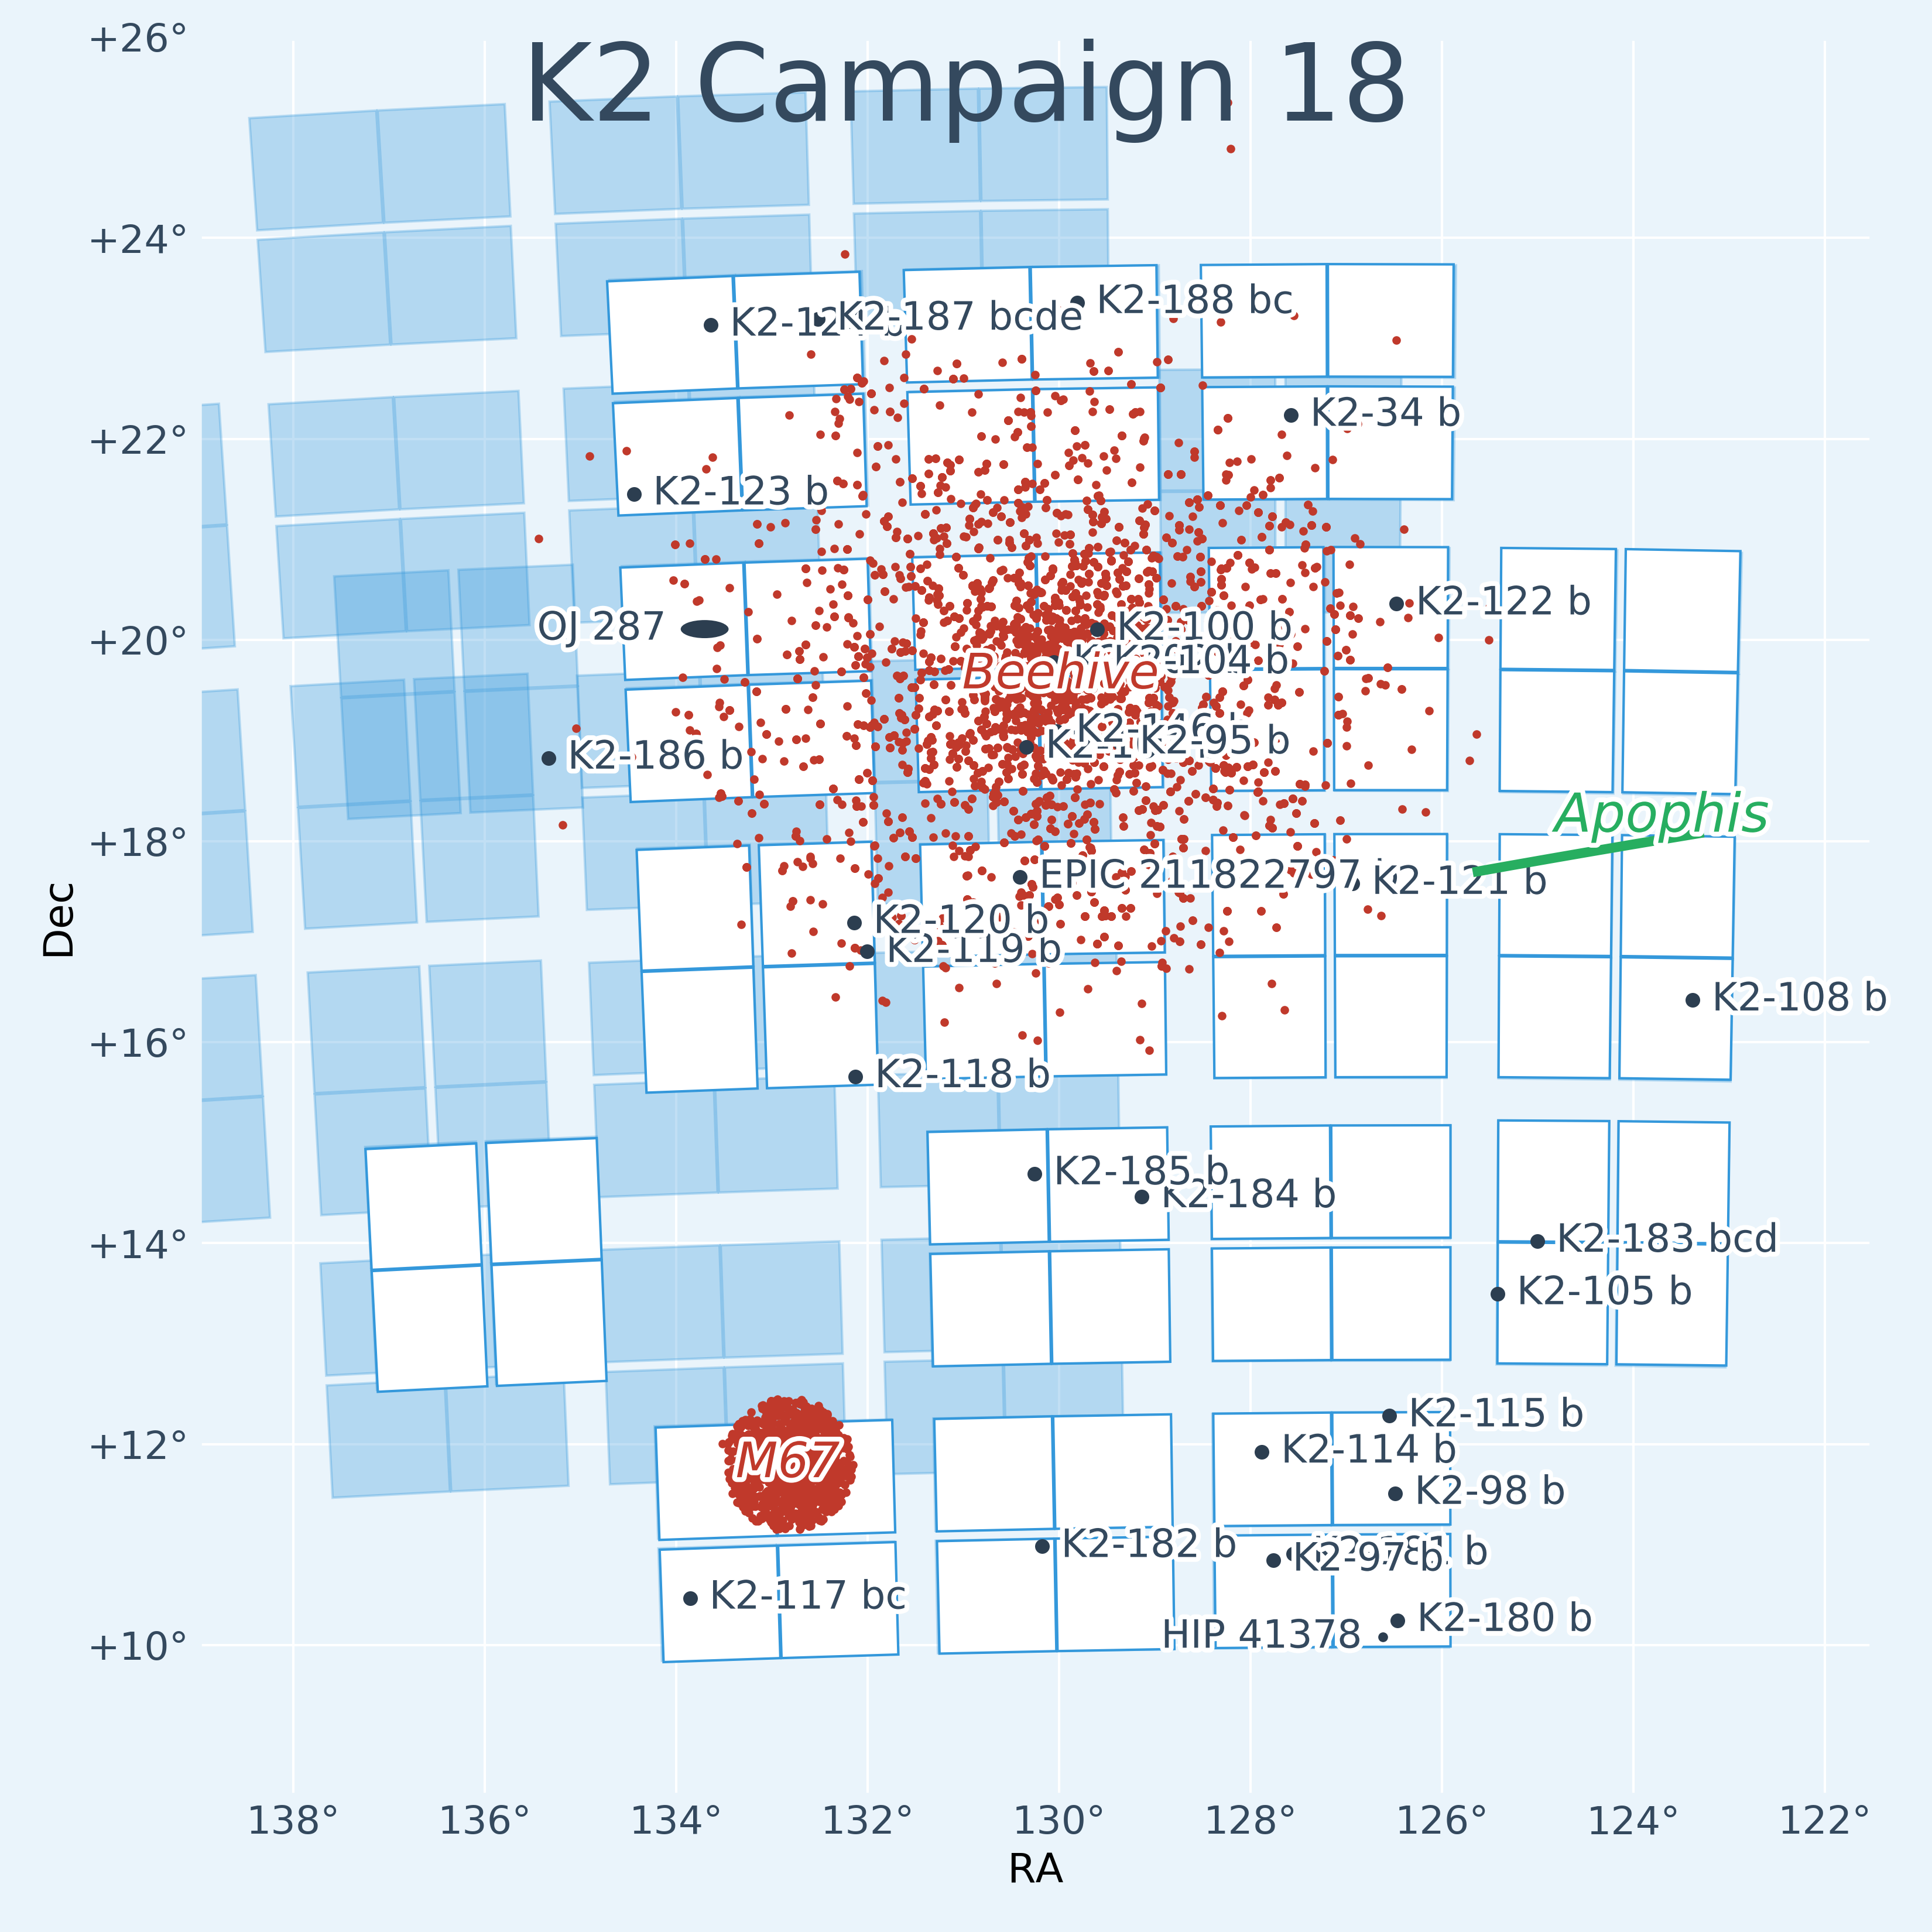 K2 Campaign 18
+26°
+24°
+22°
+20°
+18°
+16°
+14°
+12°
+10°
Dec
K2-187 bcde
K2-188 bc
K2-34 b
K2-123 b
OJ 287
K2-122 b
K2-100 b
K2-104 b
Beehive
K2-95 b
K2-186 b
Apophis
EPIC 211822797
K2-121 b
K2-120 b
K2-119 b
K2-108 b
K2-118 b
K2-185 b
K2-184 b
K2-183 bcd
K2-105 b
K2-115 b
K2-114 b
M67
K2-98 b
K2-182 b
K2-97 b
K2-117 bc
K2-180 b
HIP 41378
138°
136°
134°
132°
130°
128°
126°
124°
122°
RA